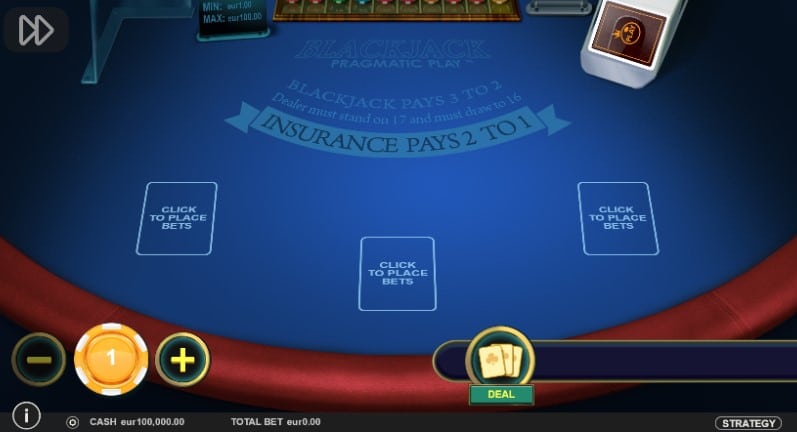 MIN: eur1.00
MAX: eur100.00
BLACKJACK
PRAGMATIC PLAY™
BLACKJACK PAYS 3 TO 2
Dealer must stand on 17 and must draw to 16
INSURANCE PAYS 2 TO 1
CLICK
TO PLACE
BETS
CLICK
TO PLACE
BETS
CLICK
TO PLACE
BETS
1
DEAL
CASH eur100,000.00
TOTAL BET eur0.00
STRATEGY